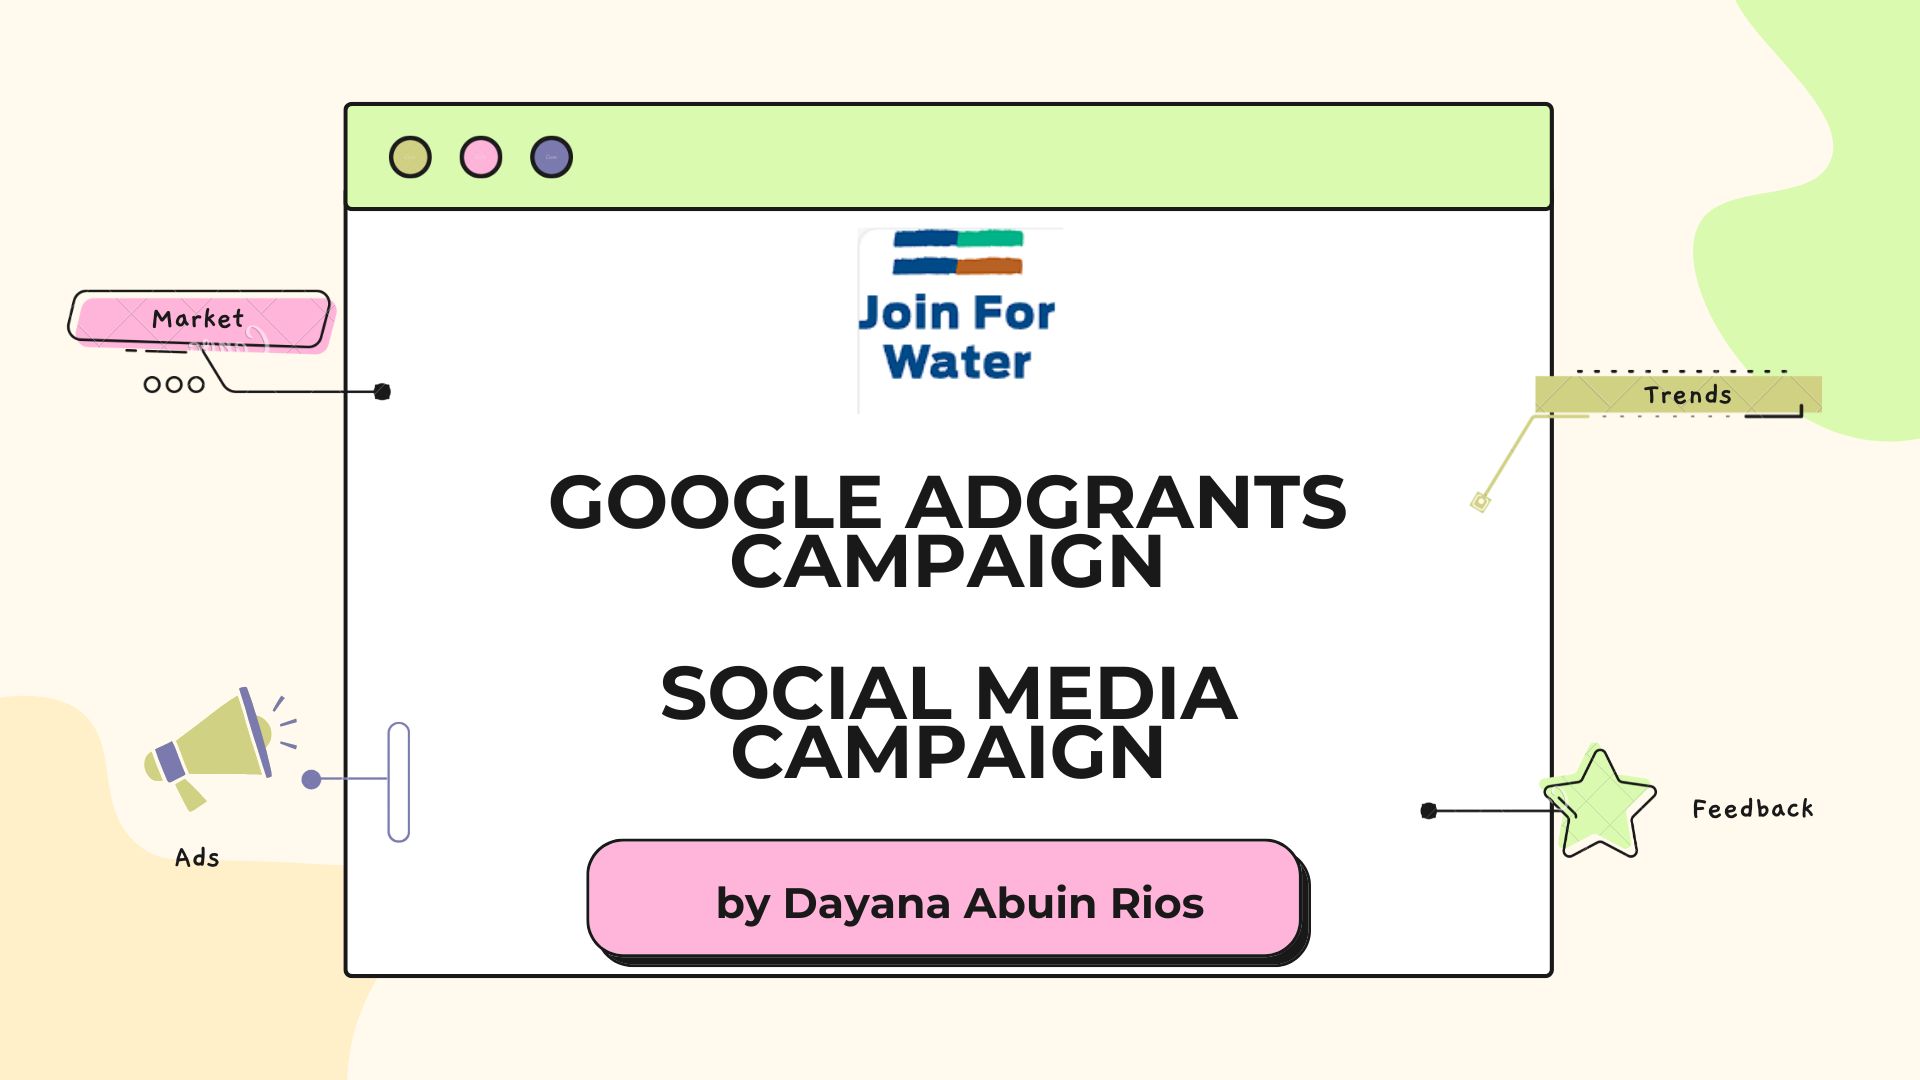 Join For
Water
Market
Trends
GOOGLE ADGRANTS
CAMPAIGN
SOCIAL MEDIA
CAMPAIGN
Ads
Feedback
by Dayana Abuin Rios